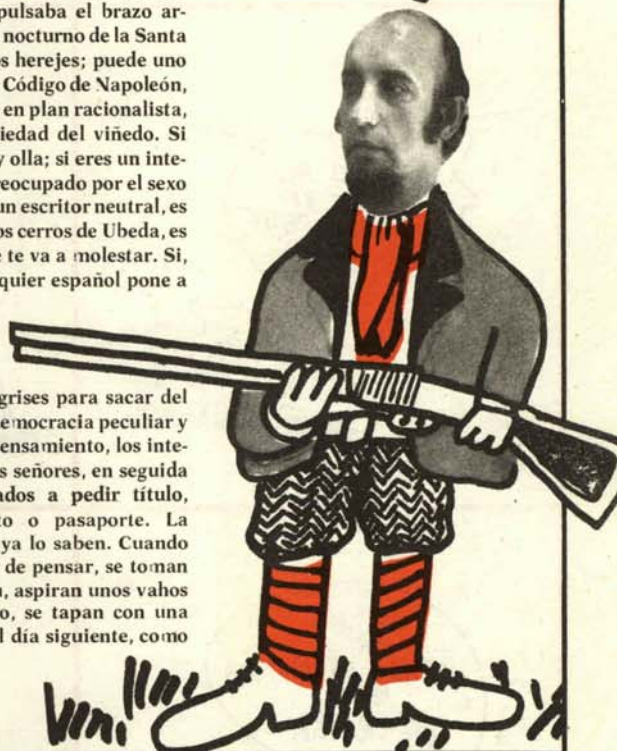 pulsaba el brazo ar-
nocturno de la Santa
os herejes; puede uno
Código de Napoleón,
en plan racionalista,
iedad del viñedo. Si
y olla; si eres un inte-
reocupado por el sexo
un escritor neutral, es
os cerros de Ubeda, es
e te va a molestar. Si,
quier español pone a
grises para sacar del
emocracia peculiar y
ensamiento, los inte-
s señores, en seguida
ados a pedir título,
to o pasaporte. La
ya lo saben. Cuando
de pensar, se toman
, aspiran unos vahos
o, se tapan con una
l día siguiente, como